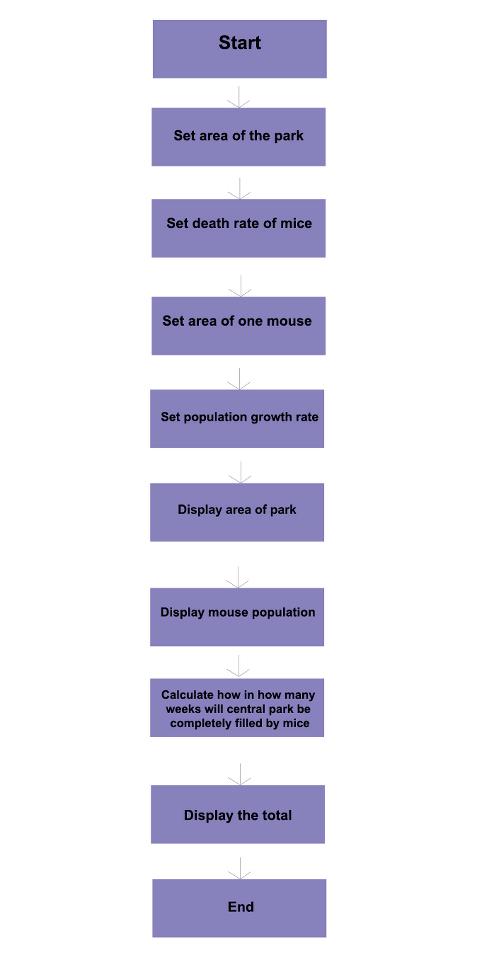 Start
Set area of the park
Set death rate of mice
Set area of one mouse
Set population growth rate
Display area of park
Display mouse population
Calculate how in how many
weeks will central park be
completely filled by mice
Display the total
End